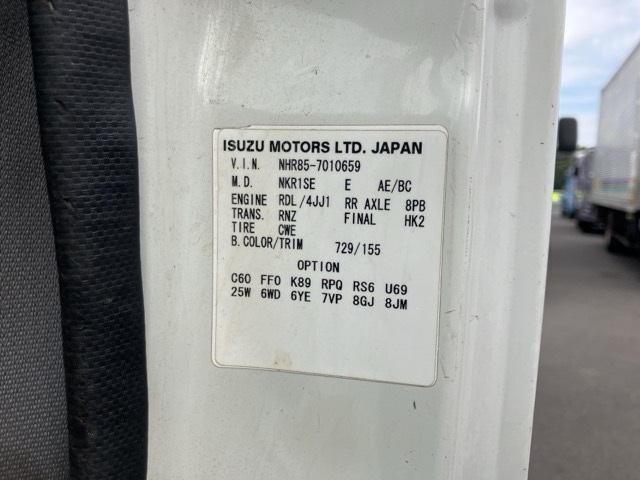 ISUZU MOTORS LTD. JAPAN
V.I.N. NHR85-7010659
M.D. NKR1SE E AE/BC
ENGINE RDL/4JJ1 RR AXLE 8PB
TRANS. RNZ FINAL HK2
TIRE CWE
B.COLOR/TRIM 729/155
OPTION
C60 FF0 K89 RPQ RS6 U69
25W 6WD 6YE 7VP 8GJ 8JM